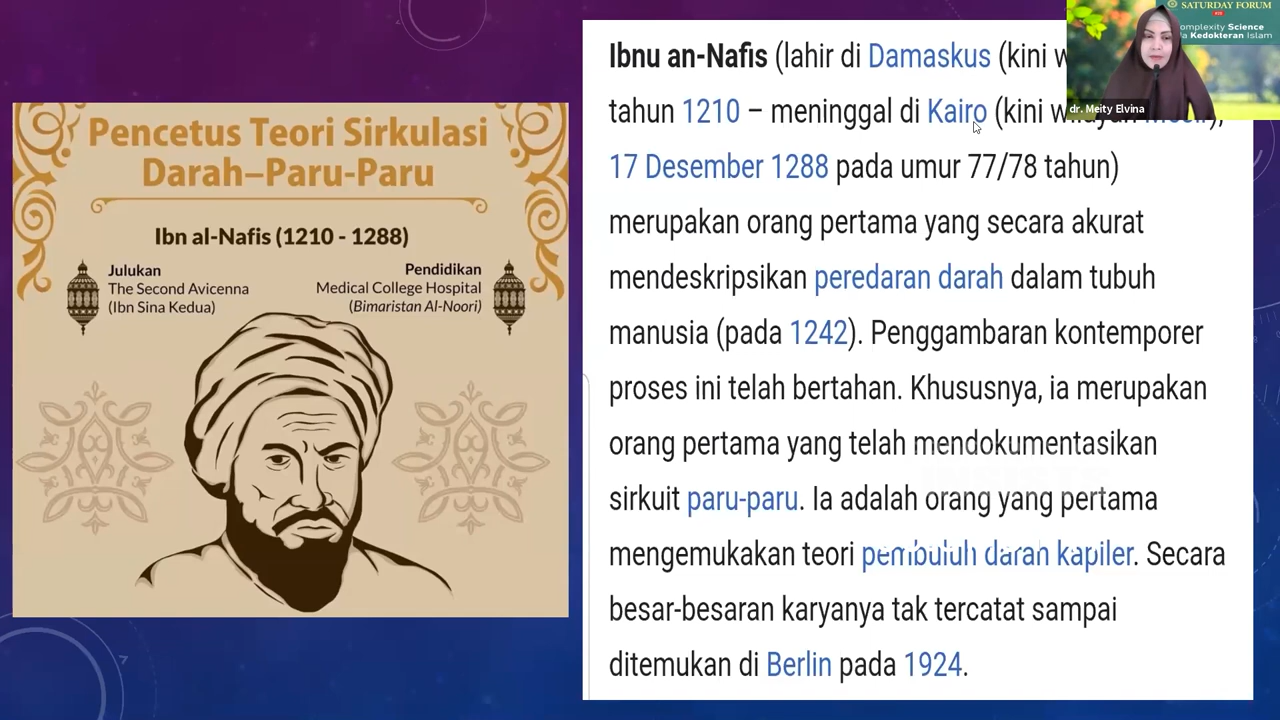 Pencetus Teori Sirkulasi
Darah–Paru-Paru
Ibn al-Nafis (1210 - 1288)
Julukan
The Second Avicenna
(Ibn Sina Kedua)
Pendidikan
Medical College Hospital
(Bimaristan Al-Noori)
Ibnu an-Nafis (lahir di Damaskus (kini
tahun 1210 – meninggal di Kairo (kini wilayah
17 Desember 1288 pada umur 77/78 tahun)
merupakan orang pertama yang secara akurat
mendeskripsikan peredaran darah dalam tubuh
manusia (pada 1242). Penggambaran kontemporer
proses ini telah bertahan. Khususnya, ia merupakan
orang pertama yang telah mendokumentasikan
sirkuit paru-paru. Ia adalah orang yang pertama
mengemukakan teori pembuluh darah kapiler. Secara
besar-besaran karyanya tak tercatat sampai
ditemukan di Berlin pada 1924.
SATURDAY FORUM
omplexity Science
a Kedokteran Islam
dr. Meity Elvina